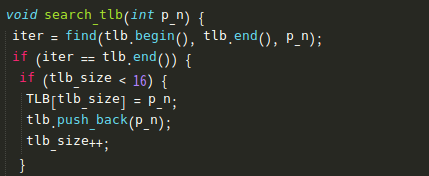 void search_tlb(int p_n) {
iter = find(tlb.begin(), tlb.end(), p_n);
if (iter == tlb.end()) {
if (tlb_size < 16) {
TLB[tlb_size] = p_n;
tlb.push_back(p_n);
tlb_size++;
}